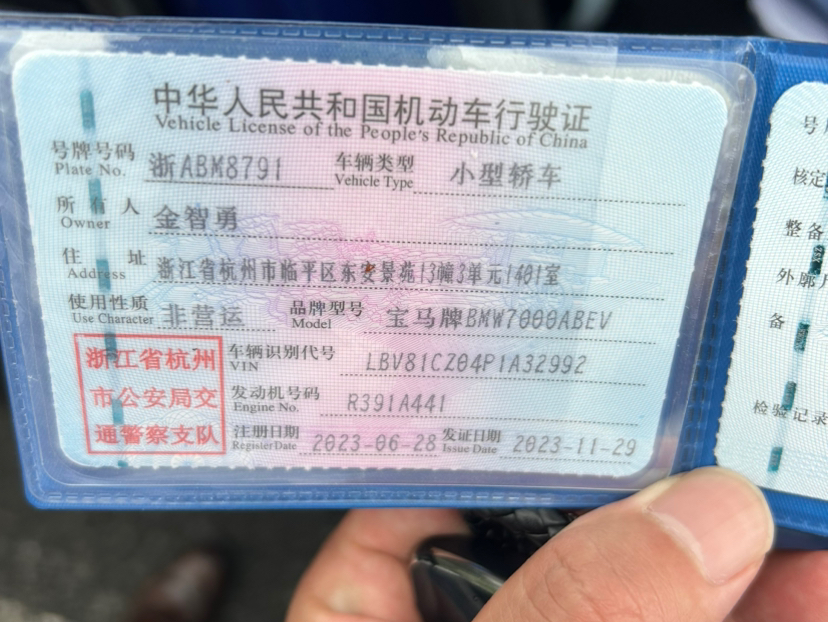 中华人民共和国机动车行驶证
Vehicle License of the People's Republic of China
号牌号码 浙ABM8791 车辆类型 小型轿车
Plate No. Vehicle Type
所有人 金智勇
Owner
住址 浙江省杭州市临平区东安景苑13幢3单元1401室
Address
使用性质 非营运 品牌型号 宝马牌BMW7000ABEV
Use Character Model
浙江省杭州
市公安局交
通警察支队
车辆识别代号 LBV81CZ04P1A32992
VIN
发动机号码 R391A441
Engine No.
注册日期 2023-06-28 发证日期 2023-11-29
Register Date Issue Date
号
核定
整备
外廓
备
检验记录